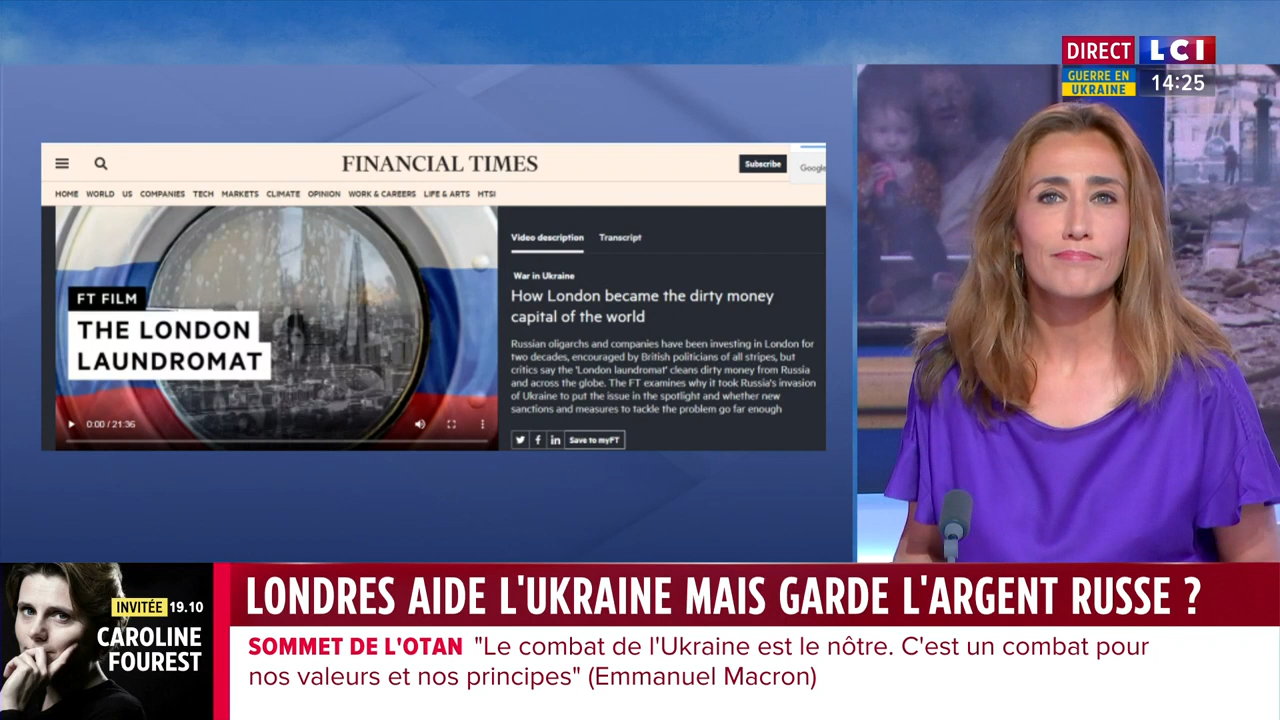 DIRECT LCI
GUERRE EN
UKRAINE
14:25
FINANCIAL TIMES
Subscribe
Google
HOME WORLD US COMPANIES TECH MARKETS CLIMATE OPINION WORK & CAREERS LIFE & ARTS HTSI
FT FILM
THE LONDON
LAUNDROMAT
0:00 / 21:36
Video description Transcript
War in Ukraine
How London became the dirty money
capital of the world
Russian oligarchs and companies have been investing in London for
two decades, encouraged by British politicians of all stripes, but
critics say the 'London laundromat' cleans dirty money from Russia
and across the globe. The FT examines why it took Russia's invasion
of Ukraine to put the issue in the spotlight and whether new
sanctions and measures to tackle the problem go far enough
Save to myFT
INVITÉE 19.10
CAROLINE
FOUREST
LONDRES AIDE L'UKRAINE MAIS GARDE L'ARGENT RUSSE ?
SOMMET DE L'OTAN "Le combat de l'Ukraine est le nôtre. C'est un combat pour
nos valeurs et nos principes" (Emmanuel Macron)